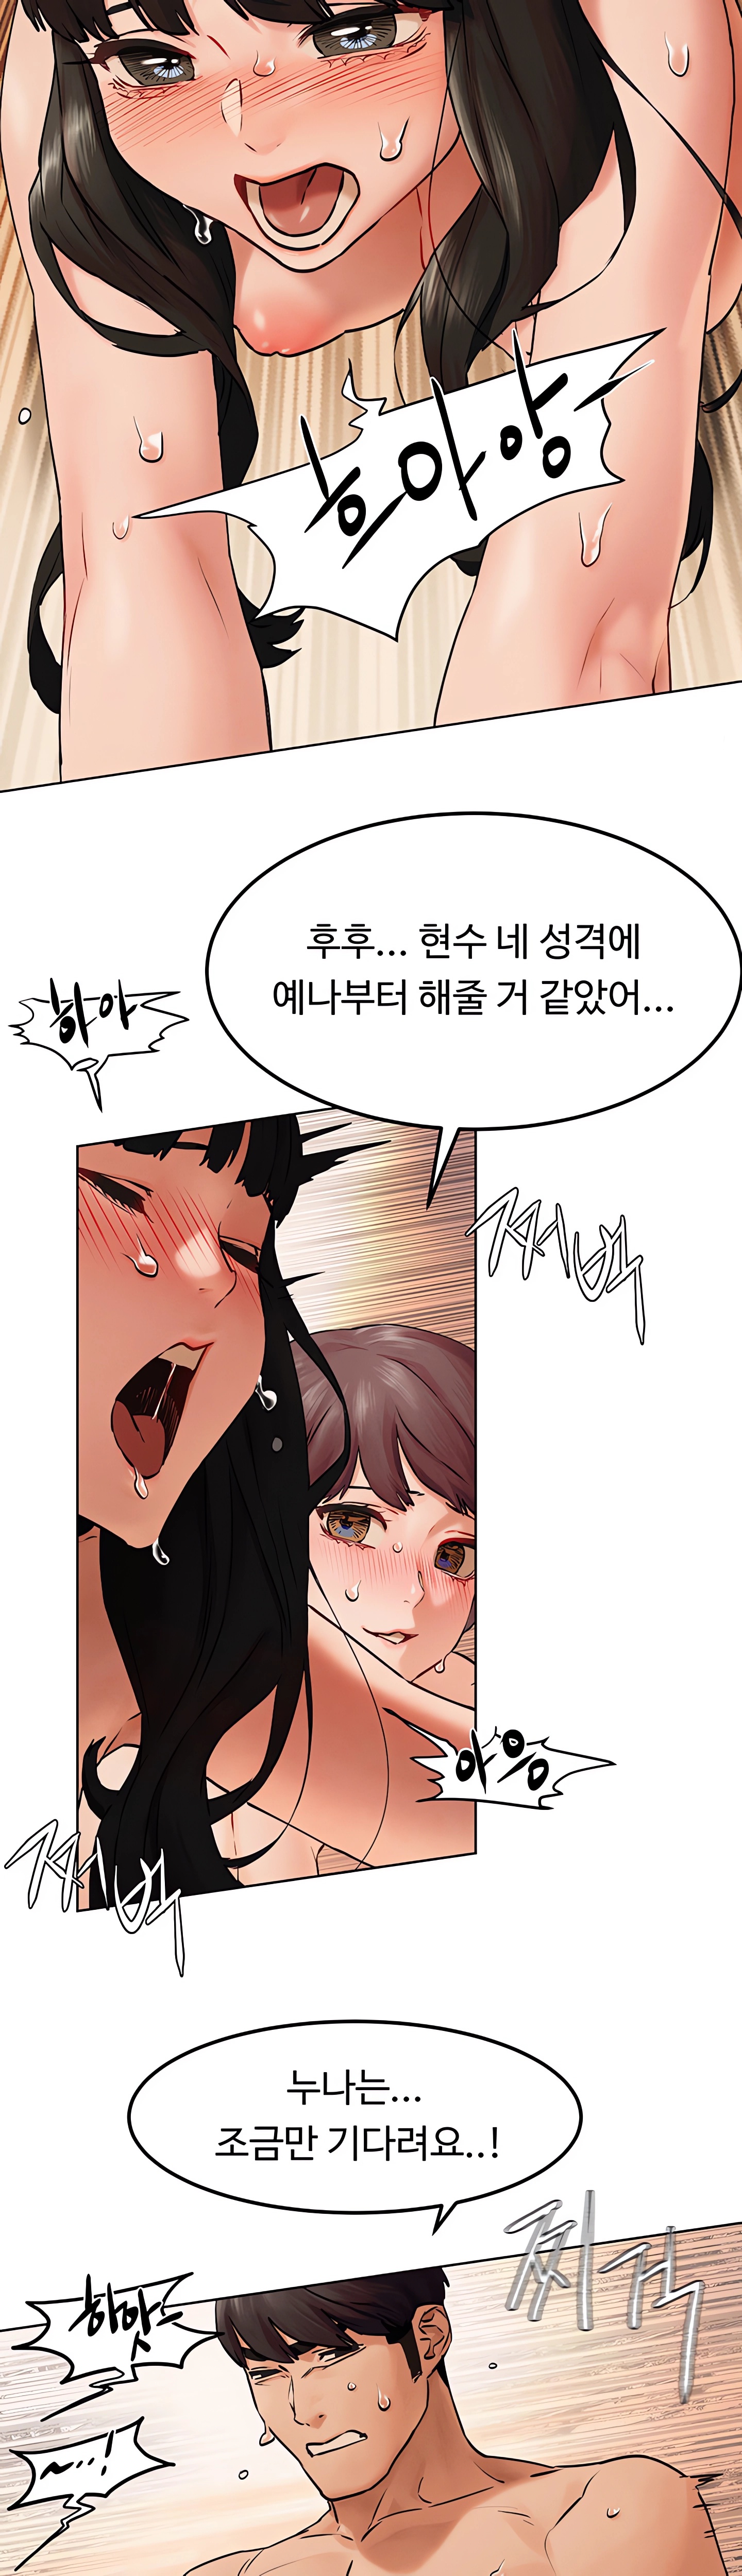 흐아앙
후후... 현수 네 성격에
예나부터 해줄 거 같았어...
하아
쩌벅
아응
쩌벅
누나는...
조금만 기다려요..!
찌걱
하앗
~...!